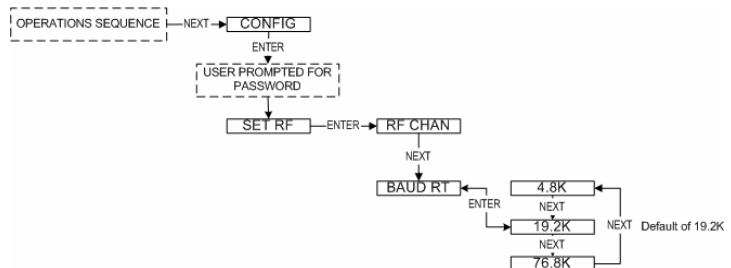 OPERATIONS SEQUENCE NEXT CONFIG
ENTER
USER PROMPTED FOR
PASSWORD
SET RF ENTER RF CHAN
NEXT
BAUD RT 4.8K
ENTER NEXT
19.2K NEXT Default of 19.2K
NEXT
76.8K